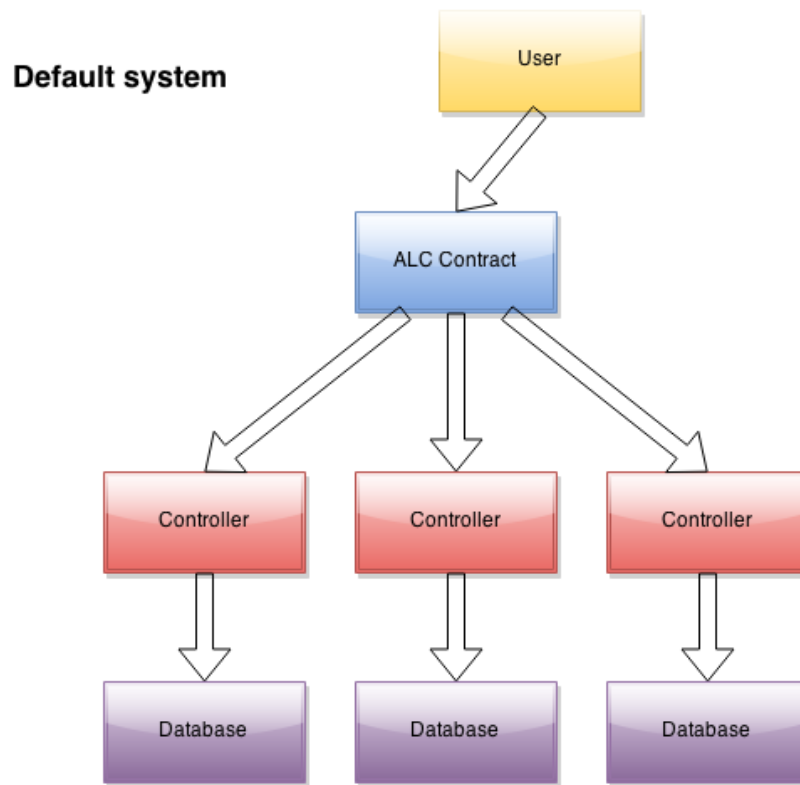 User
Default system
ALC Contract
Controller
Controller
Controller
Database
Database
Database